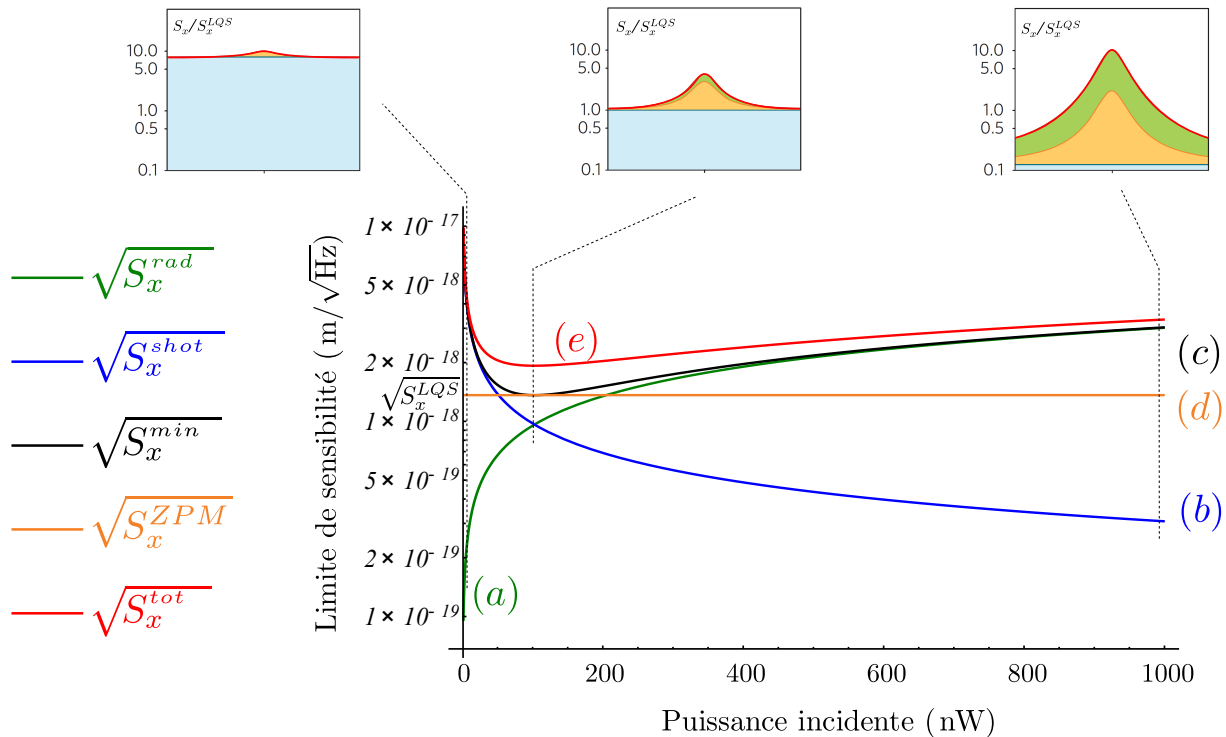 S_x/S_x^{LQS}
10.0
5.0
1.0
0.5
0.1
S_x/S_x^{LQS}
10.0
5.0
1.0
0.5
0.1
S_x/S_x^{LQS}
10.0
5.0
1.0
0.5
0.1
√S_x^{rad}
√S_x^{shot}
√S_x^{min}
√S_x^{ZPM}
√S_x^{tot}
Limite de sensibilité (m/√Hz)
1 × 10^{-17}
5 × 10^{-18}
2 × 10^{-18}
√S_x^{LQS}
1 × 10^{-18}
5 × 10^{-19}
2 × 10^{-19}
1 × 10^{-19}
(e)
(c)
(d)
(b)
(a)
0 200 400 600 800 1000
Puissance incidente (nW)